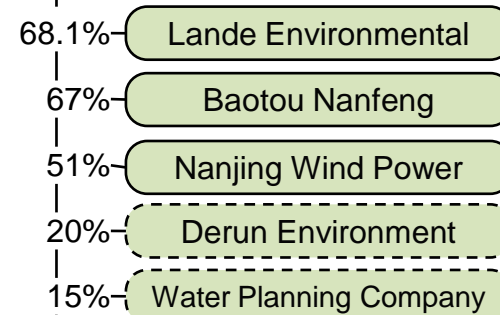 68.1% Lande Environmental
67% Baotou Nanfeng
51% Nanjing Wind Power
20% Derun Environment
15% Water Planning Company